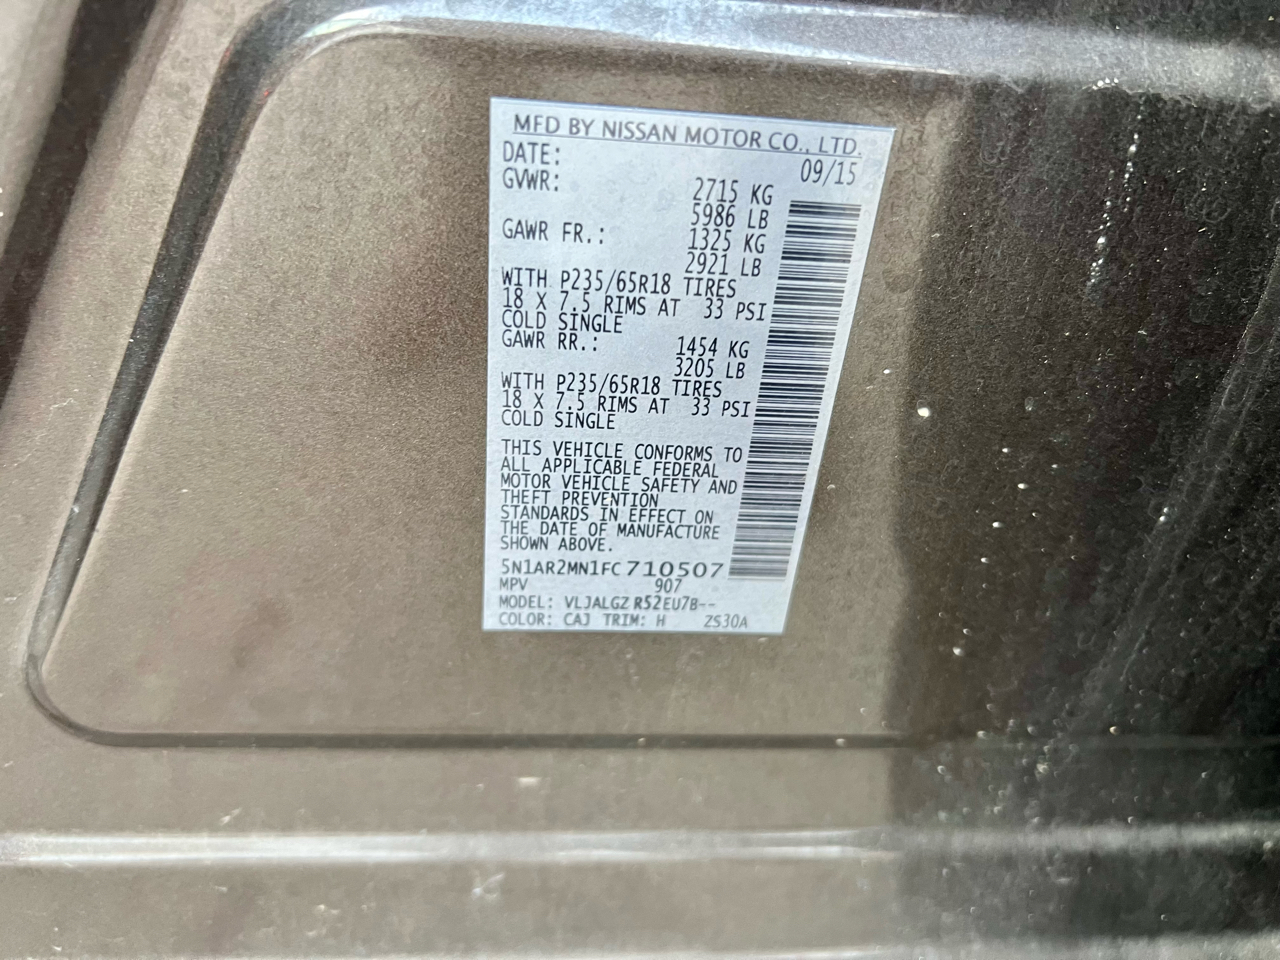 MFD BY NISSAN MOTOR CO., LTD.
DATE: 09/15
GVWR: 2715 KG
5986 LB
GAWR FR.: 1325 KG
2921 LB
WITH P235/65R18 TIRES
18 X 7.5 RIMS AT 33 PSI
COLD SINGLE
GAWR RR.: 1454 KG
3205 LB
WITH P235/65R18 TIRES
18 X 7.5 RIMS AT 33 PSI
COLD SINGLE
THIS VEHICLE CONFORMS TO
ALL APPLICABLE FEDERAL
MOTOR VEHICLE SAFETY AND
THEFT PREVENTION
STANDARDS IN EFFECT ON
THE DATE OF MANUFACTURE
SHOWN ABOVE.
5N1AR2MN1FC710507
MPV 907
MODEL: VLJALGZ R52EU7B--
COLOR: CAJ TRIM: H ZS30A